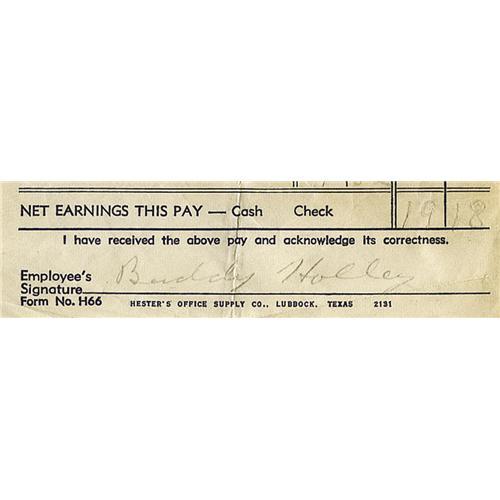 NET EARNINGS THIS PAY — Cash Check 19 18
I have received the above pay and acknowledge its correctness.
Employee's
Signature Buddy Holley
Form No. H66 HESTER'S OFFICE SUPPLY CO., LUBBOCK, TEXAS 2131